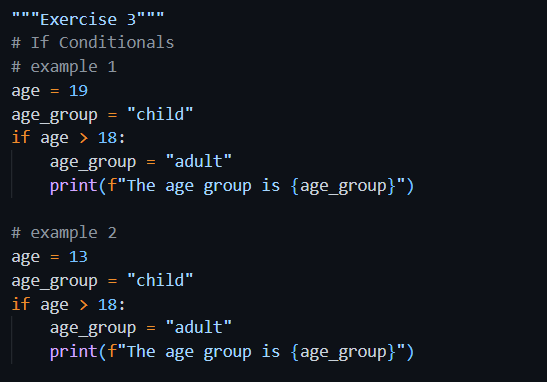 """Exercise 3"""
# If Conditionals
# example 1
age = 19
age_group = "child"
if age > 18:
    age_group = "adult"
    print(f"The age group is {age_group}")

# example 2
age = 13
age_group = "child"
if age > 18:
    age_group = "adult"
    print(f"The age group is {age_group}")